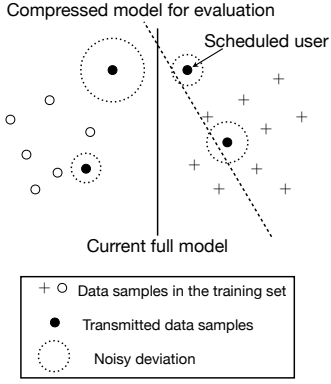 Compressed model for evaluation
Scheduled user
Current full model
Data samples in the training set
Transmitted data samples
Noisy deviation